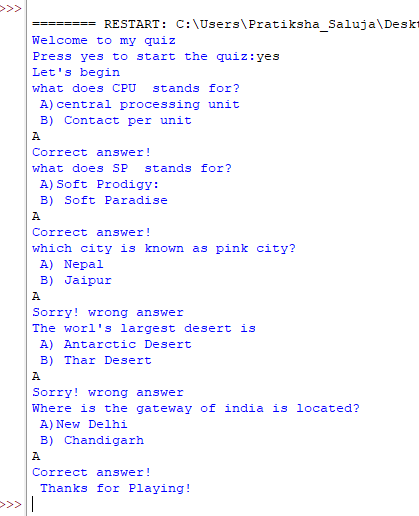 >>>
======== RESTART: C:\Users\Pratiksha_Saluja\Deskt
Welcome to my quiz
Press yes to start the quiz:yes
Let's begin
what does CPU  stands for?
 A)central processing unit
 B) Contact per unit
A
Correct answer!
what does SP  stands for?
 A)Soft Prodigy:
 B) Soft Paradise
A
Correct answer!
which city is known as pink city?
 A) Nepal
 B) Jaipur
A
Sorry! wrong answer
The worl's largest desert is
 A) Antarctic Desert
 B) Thar Desert
A
Sorry! wrong answer
Where is the gateway of india is located?
 A)New Delhi
 B) Chandigarh
A
Correct answer!
 Thanks for Playing!
>>>